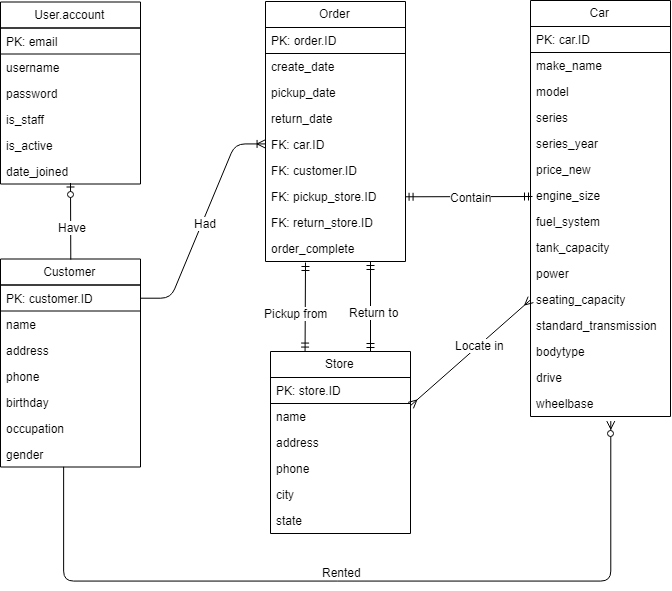 User.account
PK: email
username
password
is_staff
is_active
date_joined
Have
Customer
PK: customer.ID
name
address
phone
birthday
occupation
gender
Had
Order
PK: order.ID
create_date
pickup_date
return_date
FK: car.ID
FK: customer.ID
FK: pickup_store.ID
FK: return_store.ID
order_complete
Contain
Pickup from
Return to
Store
PK: store.ID
name
address
phone
city
state
Locate in
Car
PK: car.ID
make_name
model
series
series_year
price_new
engine_size
fuel_system
tank_capacity
power
seating_capacity
standard_transmission
bodytype
drive
wheelbase
Rented